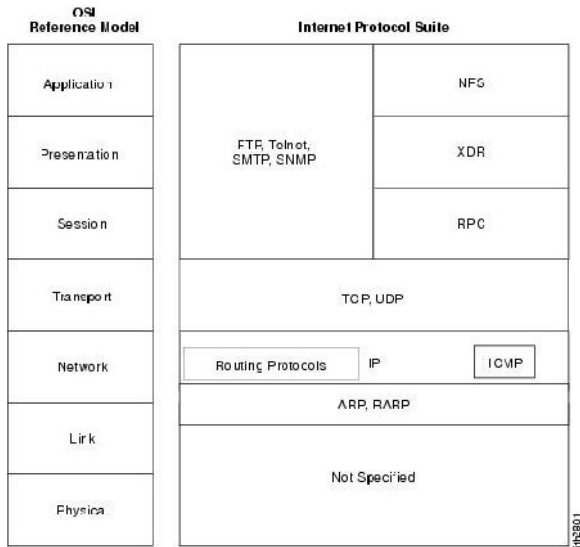 OSI
Reference Model
Internet Protocol Suite
Application
Presentation
Session
Transport
Network
Link
Physical
FTP, Telnet,
SMTP, SNMP
NFS
XDR
RPC
TCP, UDP
Routing Protocols
IP
ICMP
ARP, RARP
Not Specified